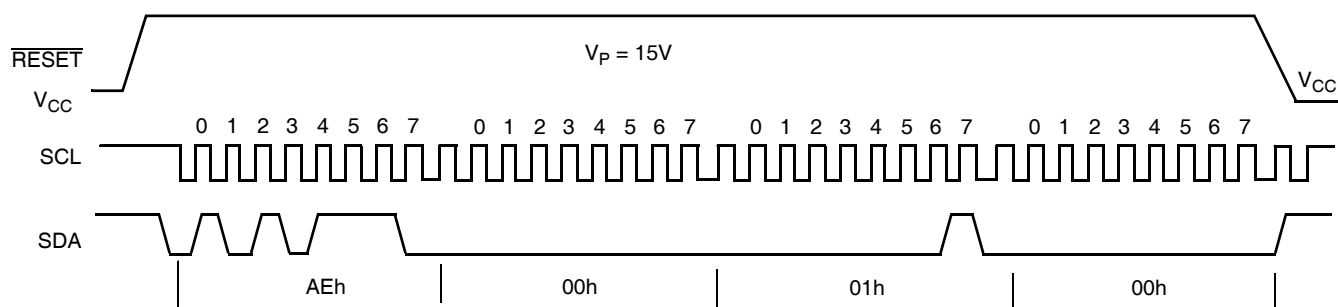 RESET
V_P = 15V
V_CC
V_CC
0 1 2 3 4 5 6 7 0 1 2 3 4 5 6 7 0 1 2 3 4 5 6 7 0 1 2 3 4 5 6 7
SCL
SDA
AEh 00h 01h 00h